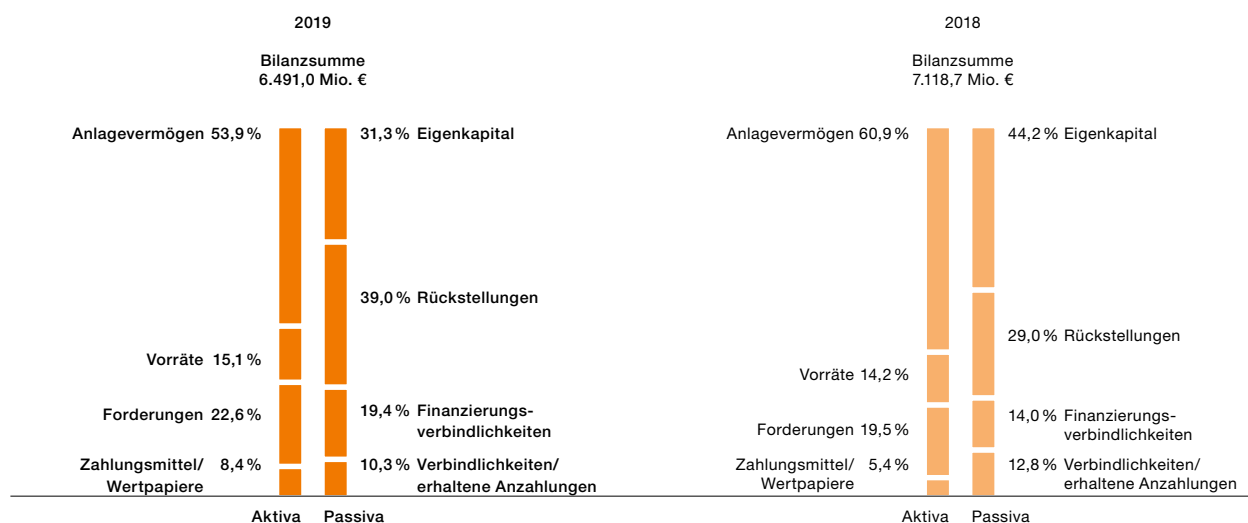 2019
Bilanzsumme
6.491,0 Mio. €
Anlagevermögen 53,9 %
31,3 % Eigenkapital
39,0 % Rückstellungen
Vorräte 15,1 %
Forderungen 22,6 %
19,4 % Finanzierungs-
verbindlichkeiten
Zahlungsmittel/ 8,4 %
Wertpapiere
10,3 % Verbindlichkeiten/
erhaltene Anzahlungen
Aktiva Passiva
2018
Bilanzsumme
7.118,7 Mio. €
Anlagevermögen 60,9 %
44,2 % Eigenkapital
29,0 % Rückstellungen
Vorräte 14,2 %
Forderungen 19,5 %
14,0 % Finanzierungs-
verbindlichkeiten
Zahlungsmittel/ 5,4 %
Wertpapiere
12,8 % Verbindlichkeiten/
erhaltene Anzahlungen
Aktiva Passiva